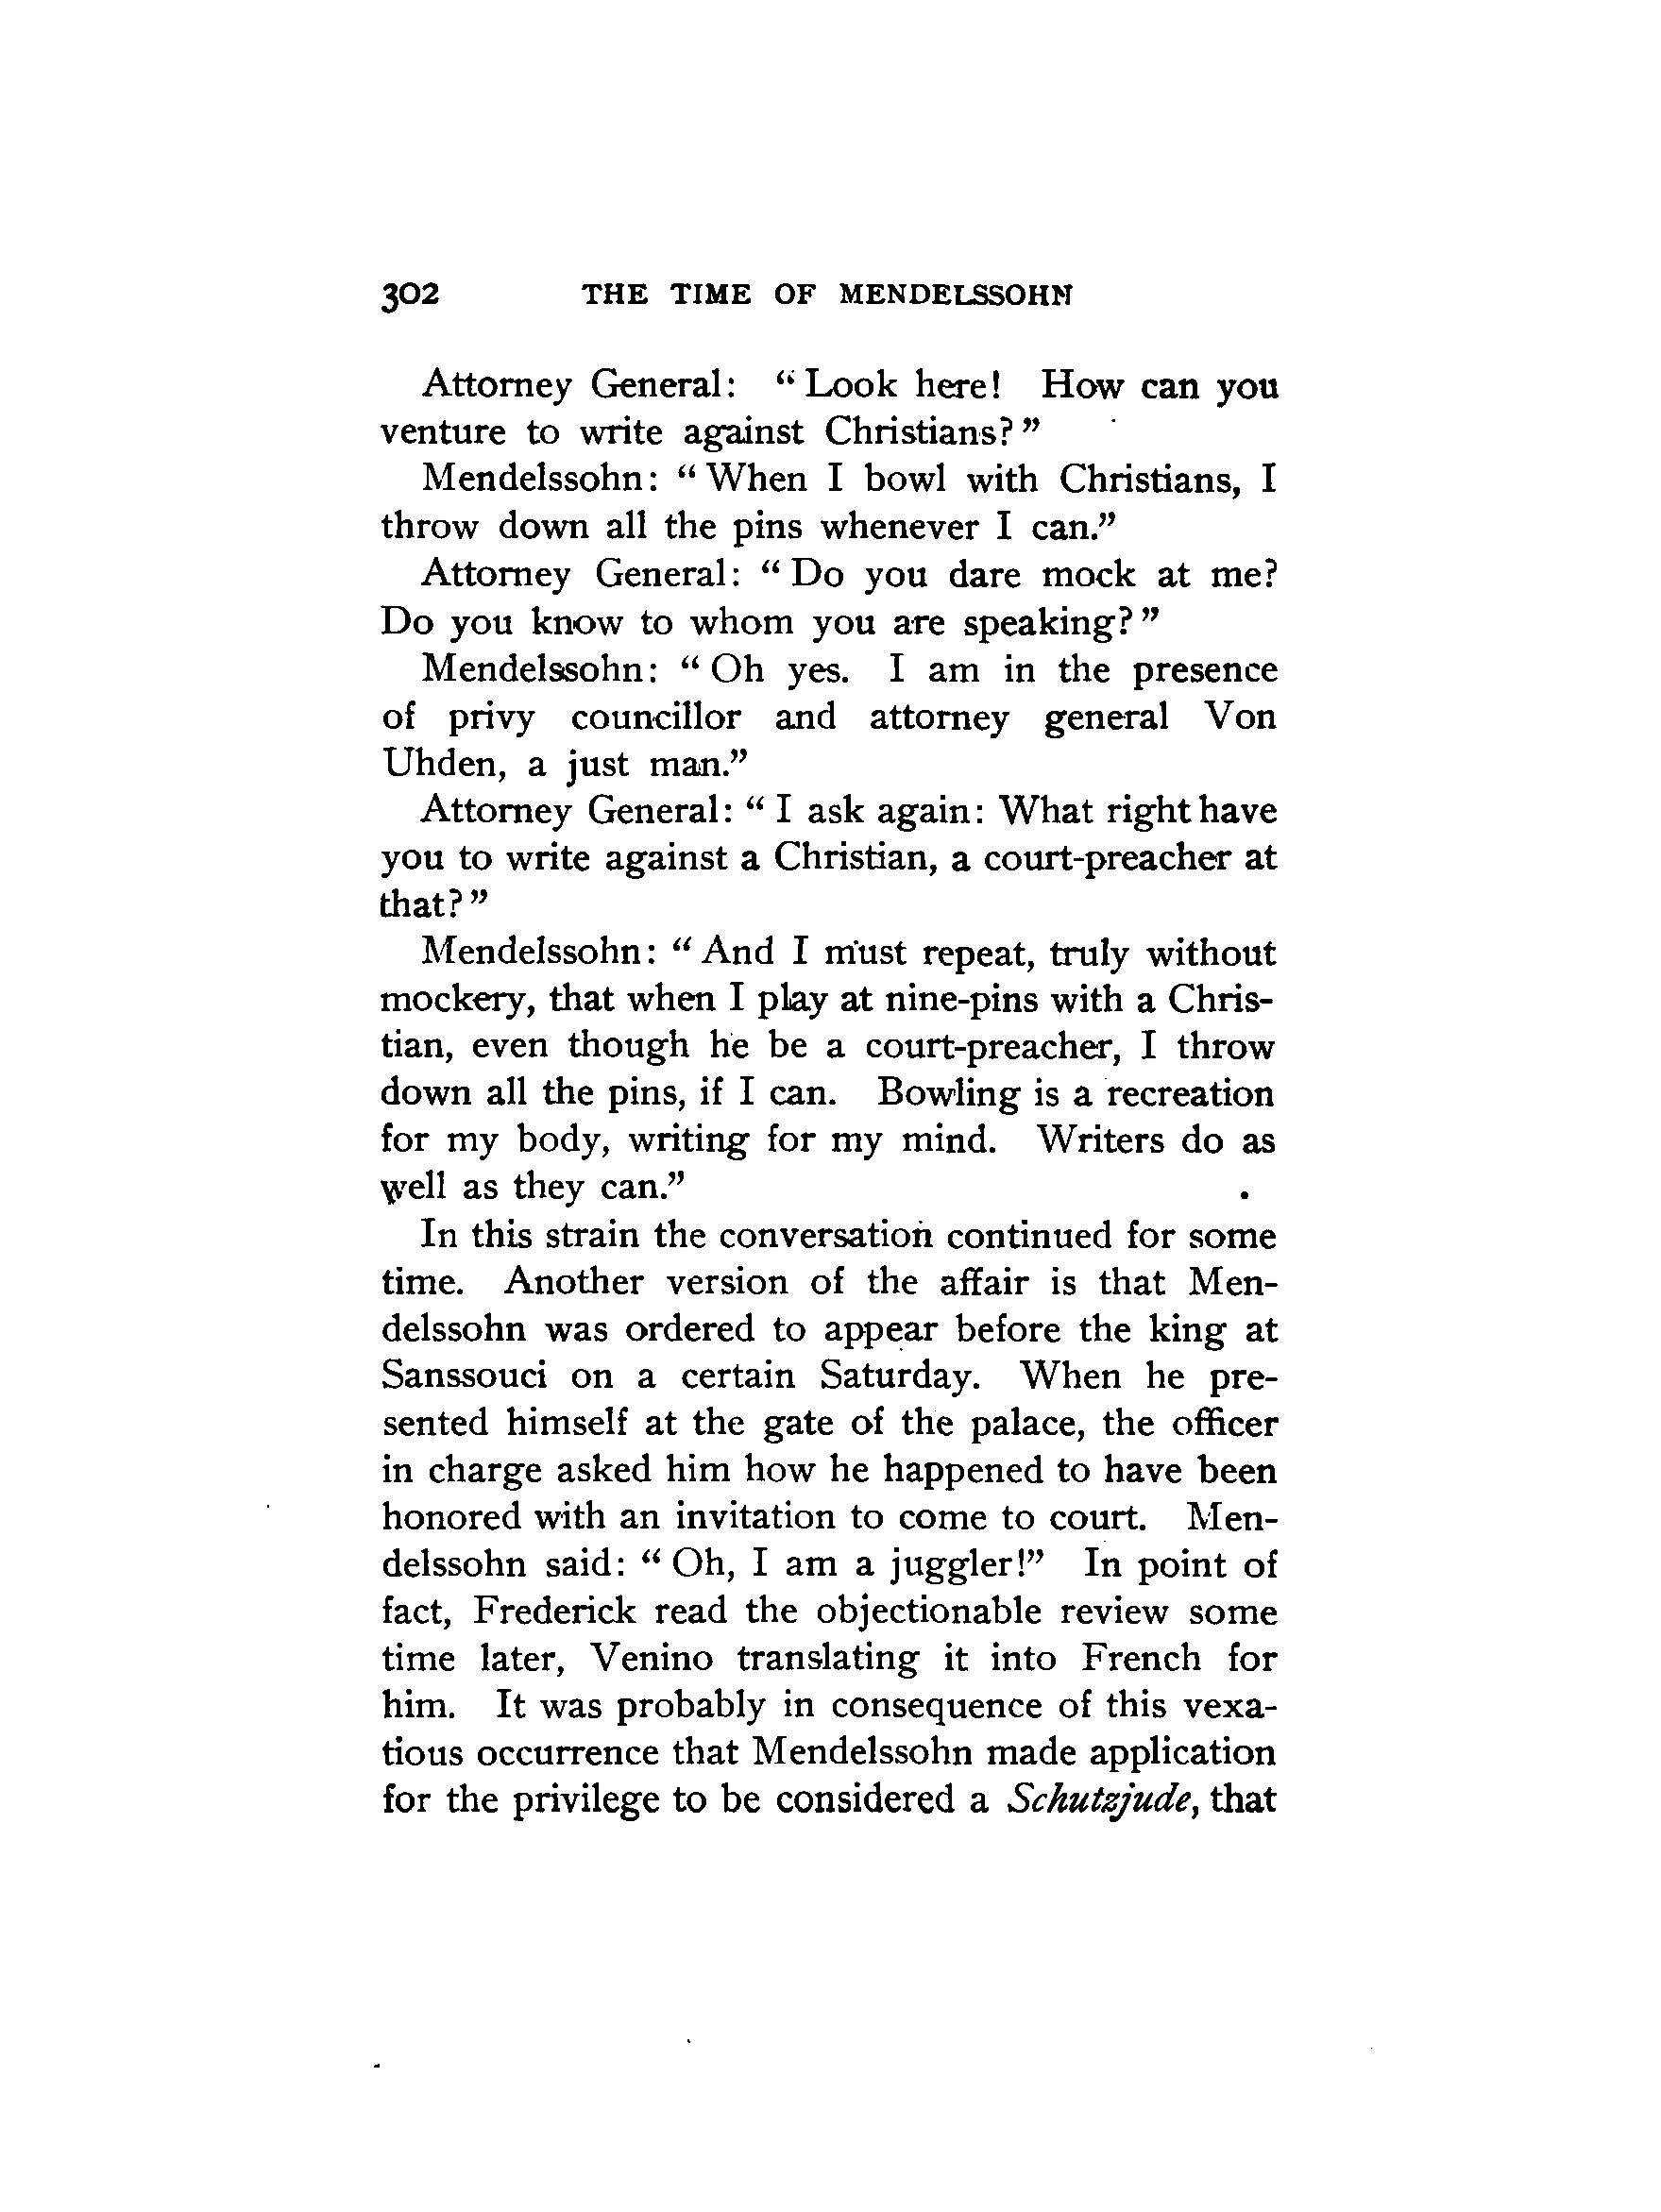 302 THE TIME OF MENDELSSOHN
Attorney General: “Look here! How can you
venture to write against Christians?”
Mendelssohn: “When I bowl with Christians, I
throw down all the pins whenever I can.”
Attorney General: “Do you dare mock at me?
Do you know to whom you are speaking?”
Mendelssohn: “Oh yes. I am in the presence
of privy councillor and attorney general Von
Uhden, a just man.”
Attorney General: “I ask again: What right have
you to write against a Christian, a court-preacher at
that?”
Mendelssohn: “And I must repeat, truly without
mockery, that when I play at nine-pins with a Chris-
tian, even though he be a court-preacher, I throw
down all the pins, if I can. Bowling is a recreation
for my body, writing for my mind. Writers do as
well as they can.”
In this strain the conversation continued for some
time. Another version of the affair is that Men-
delssohn was ordered to appear before the king at
Sanssouci on a certain Saturday. When he pre-
sented himself at the gate of the palace, the officer
in charge asked him how he happened to have been
honored with an invitation to come to court. Men-
delssohn said: “Oh, I am a juggler!” In point of
fact, Frederick read the objectionable review some
time later, Venino translating it into French for
him. It was probably in consequence of this vexa-
tious occurrence that Mendelssohn made application
for the privilege to be considered a Schutzjude, that